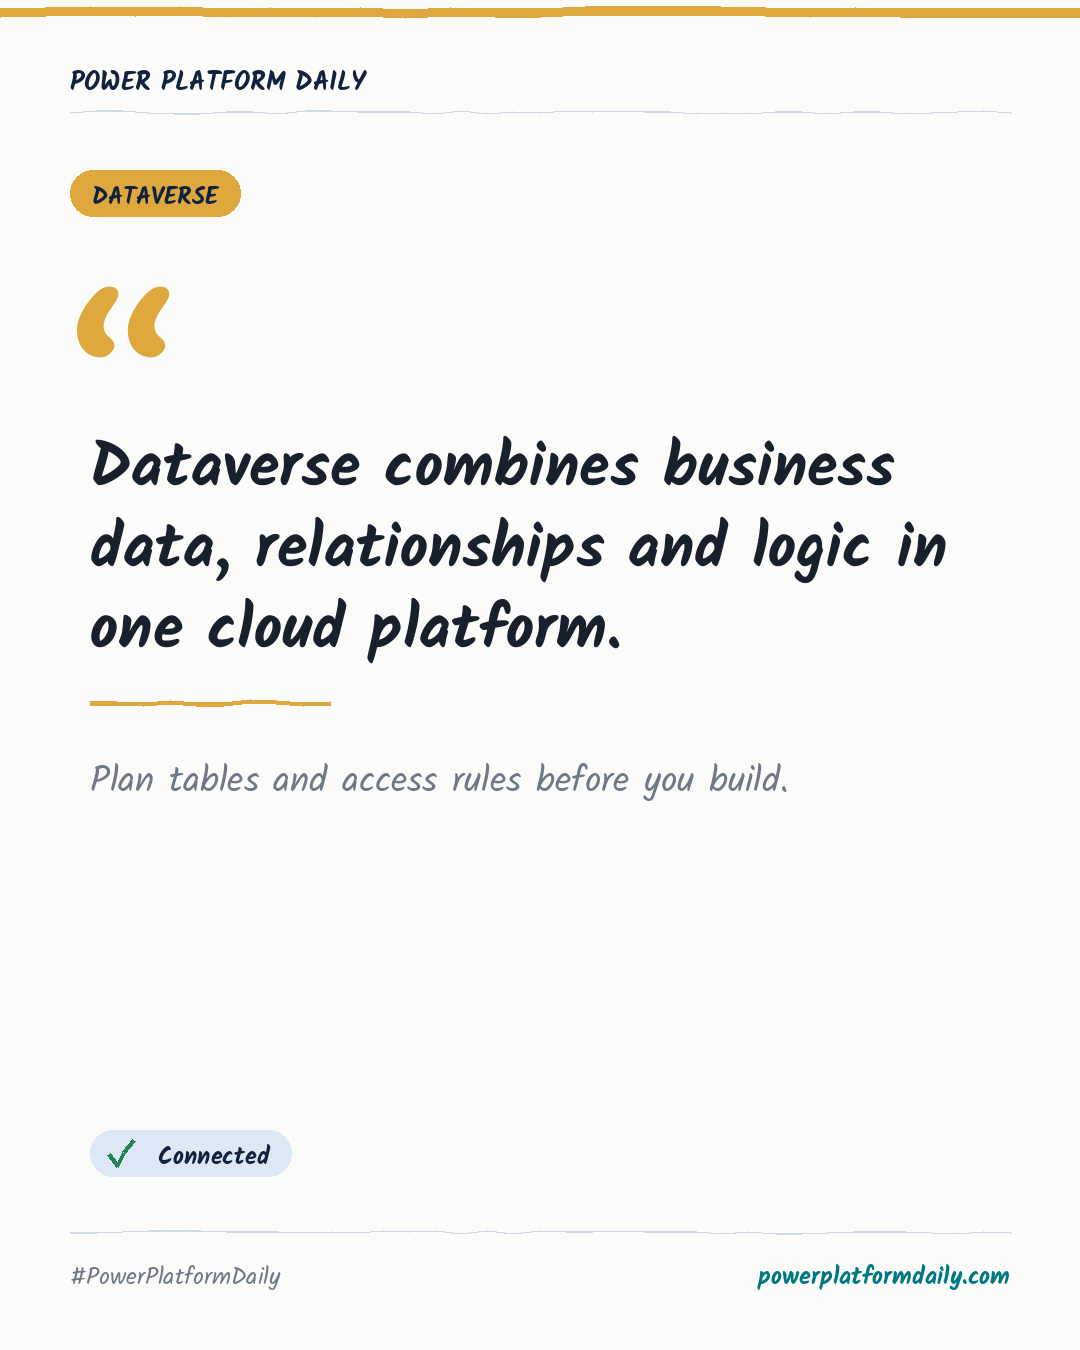 POWER PLATFORM DAILY
DATAVERSE
“
Dataverse combines business
data, relationships and logic in
one cloud platform.
Plan tables and access rules before you build.
✓ Connected
#PowerPlatformDaily
powerplatformdaily.com